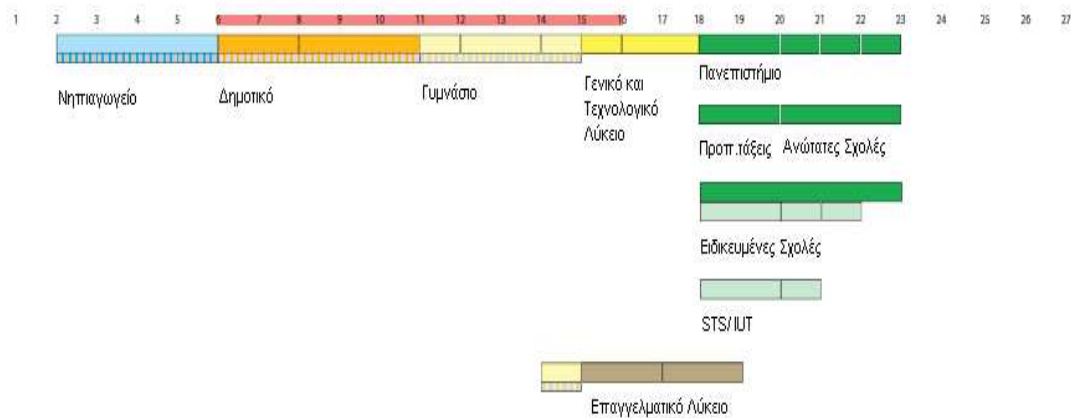 1 2 3 4 5 6 7 8 9 10 11 12 13 14 15 16 17 18 19 20 21 22 23 24 25 26 27
Νηπιαγωγείο Δημοτικό Γυμνάσιο Γενικό και Τεχνολογικό Λύκειο Πανεπιστήμιο
Προπ.τάξεις Ανώτατες Σχολές
Ειδικευμένες Σχολές
STS/ IUT
Επαγγελματικό Λύκειο